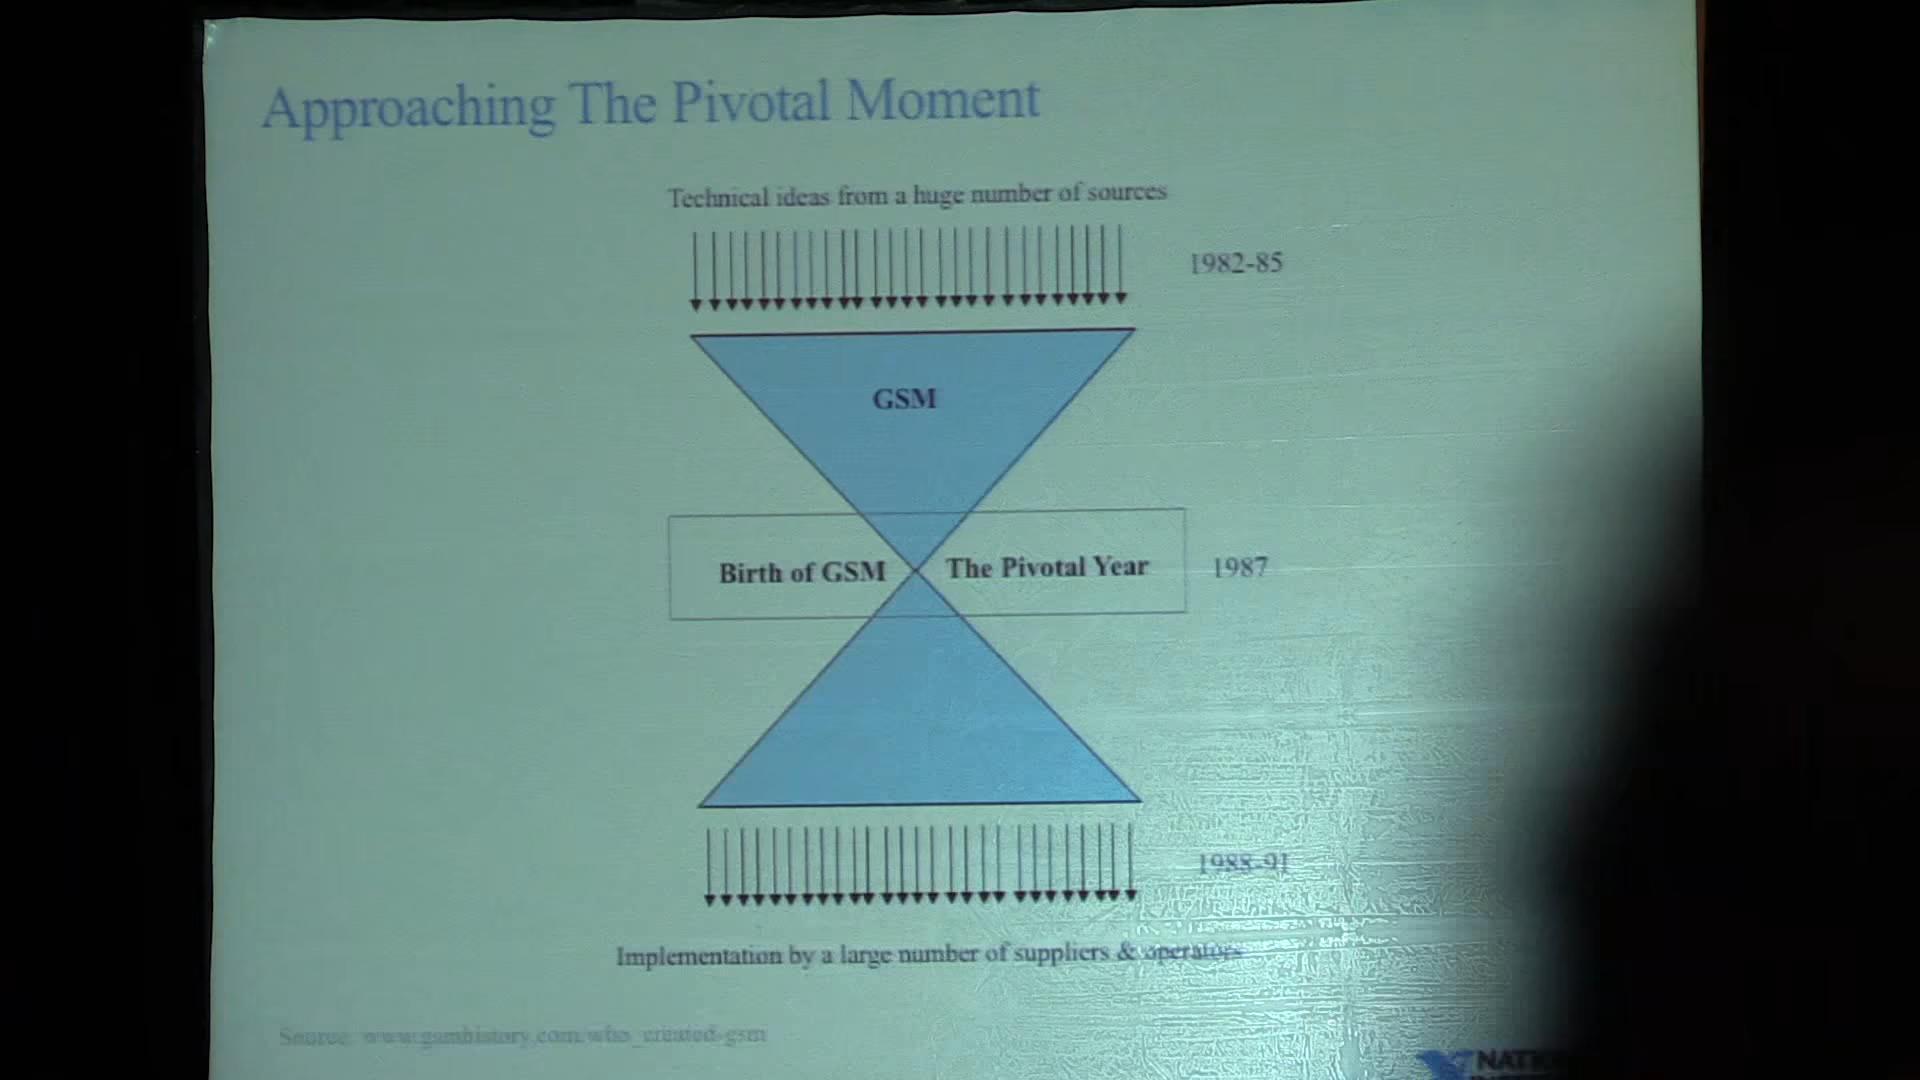 Approaching The Pivotal Moment
Technical ideas from a huge number of sources
1982-85
GSM
Birth of GSM The Pivotal Year 1987
1988-91
Implementation by a large number of suppliers & operators
Source: www.gsmhistory.com/who_created-gsm